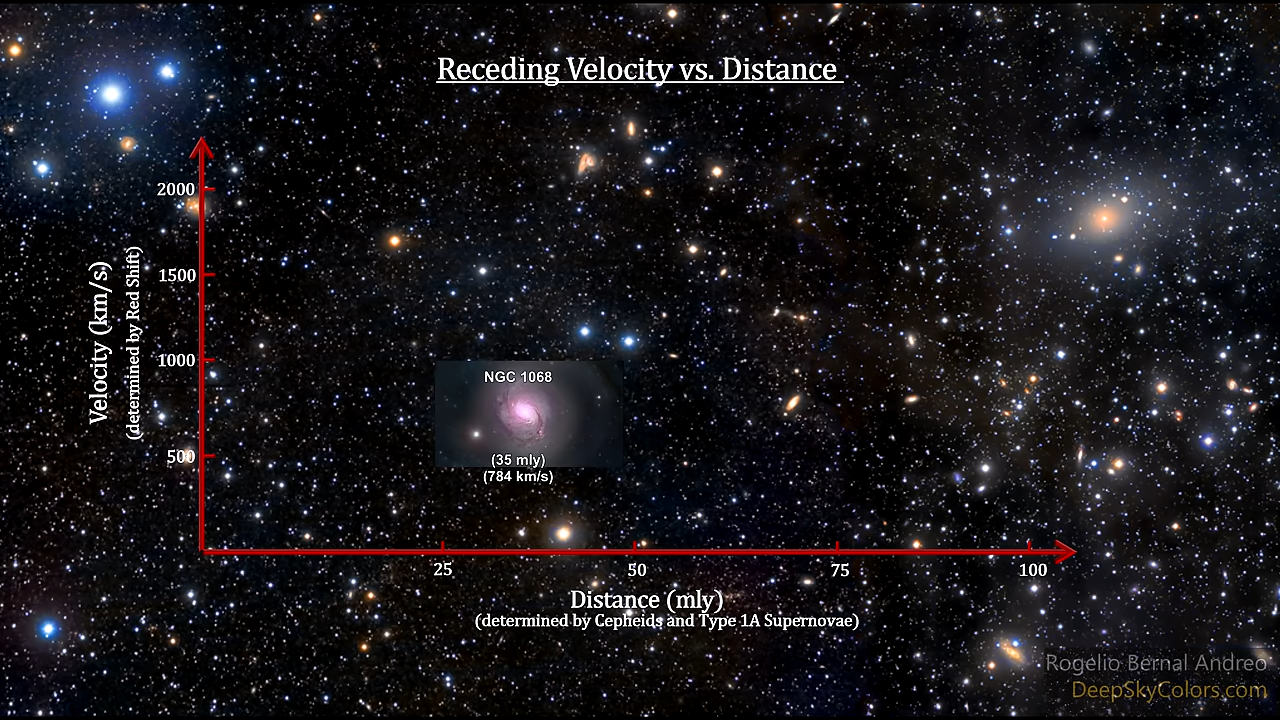 Receding Velocity vs. Distance
2000
1500
1000
500
Velocity (km/s)
(determined by Red Shift)
NGC 1068
(35 mly)
(784 km/s)
25 50 75 100
Distance (mly)
(determined by Cepheids and Type 1A Supernovae)
Rogelio Bernal Andreo
DeepSkyColors.com